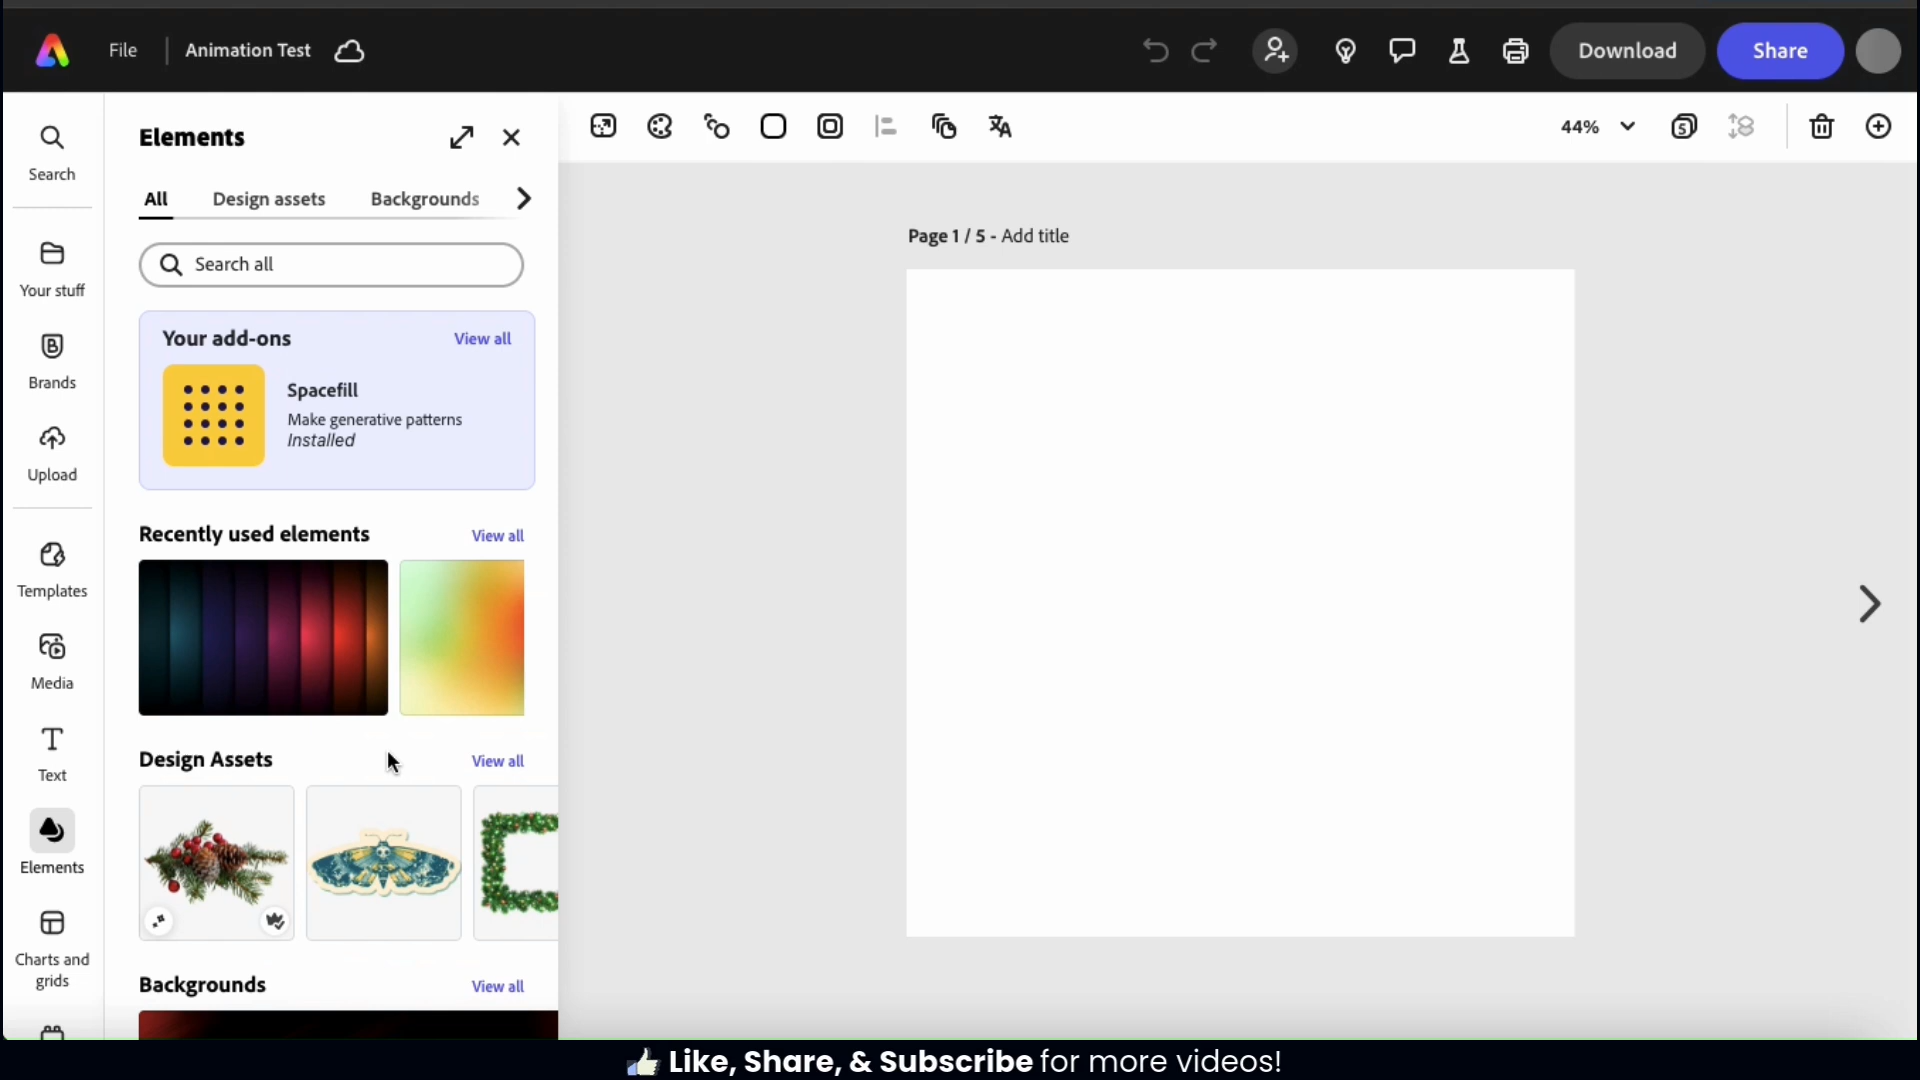 File
Animation Test
Download
Share
Search
Your stuff
Brands
Upload
Templates
Media
Text
Elements
Charts and
grids
Elements
All
Design assets
Backgrounds
Search all
Your add-ons
View all
Spacefill
Make generative patterns
Installed
Recently used elements
View all
Design Assets
View all
Backgrounds
View all
44%
5
Page 1 / 5 - Add title
👍 Like, Share, & Subscribe for more videos!